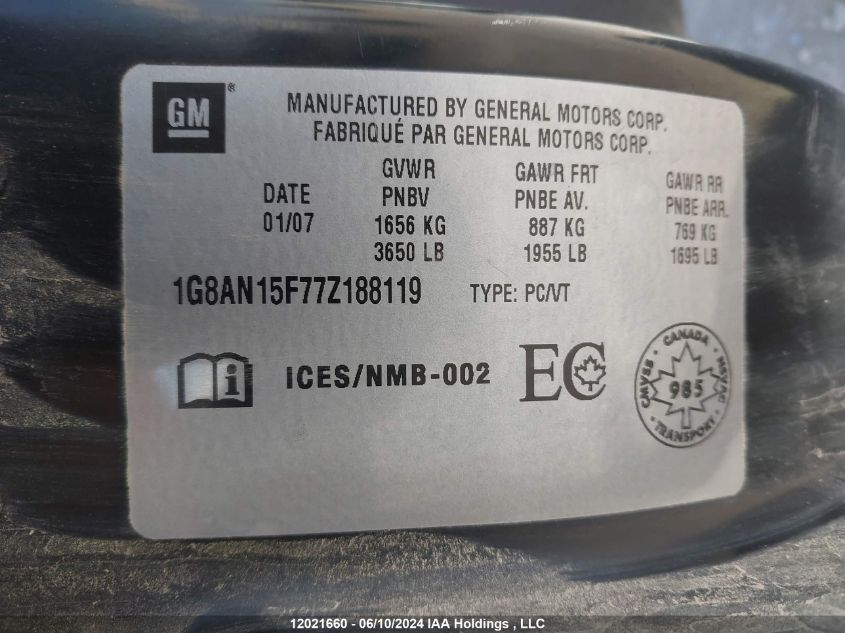 GM ®
MANUFACTURED BY GENERAL MOTORS CORP.
FABRIQUÉ PAR GENERAL MOTORS CORP.
DATE GVWR GAWR FRT GAWR RR
PNBV PNBE AV. PNBE ARR.
01/07 1656 KG 887 KG 769 KG
3650 LB 1955 LB 1695 LB
1G8AN15F77Z188119 TYPE: PC/VT
i ICES/NMB-002 EC
CANADA
CMVSS 985 NSVAC
TRANSPORT
12021660 - 06/10/2024 IAA Holdings , LLC